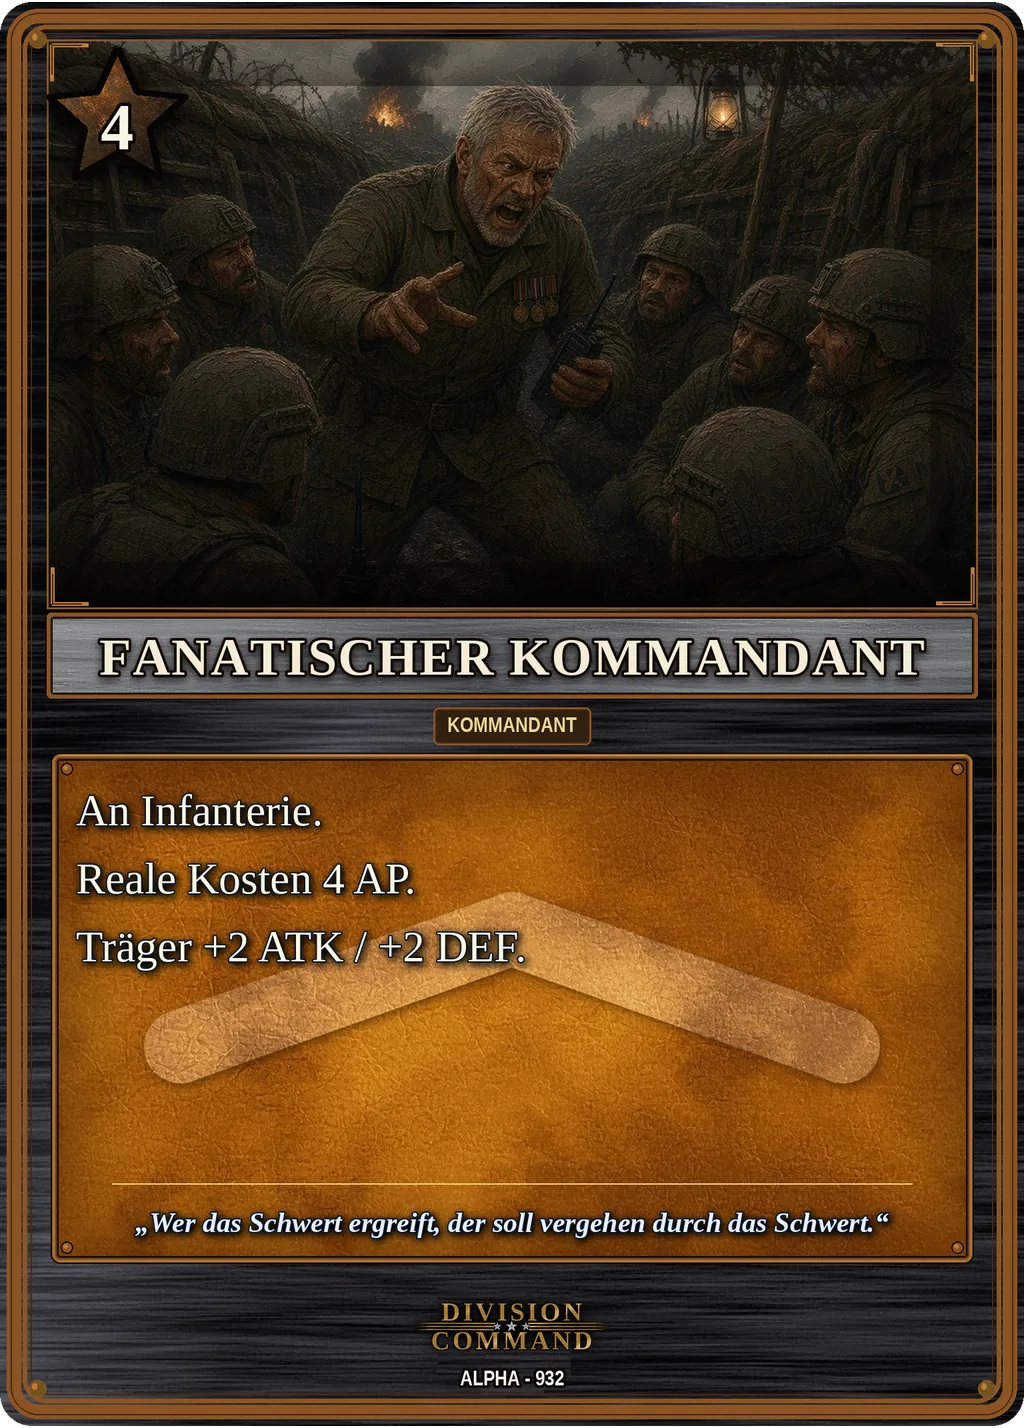 4
FANATISCHER KOMMANDANT
KOMMANDANT
An Infanterie.
Reale Kosten 4 AP.
Träger +2 ATK / +2 DEF.
„Wer das Schwert ergreift, der soll vergehen durch das Schwert.“
DIVISION
COMMAND
ALPHA - 932